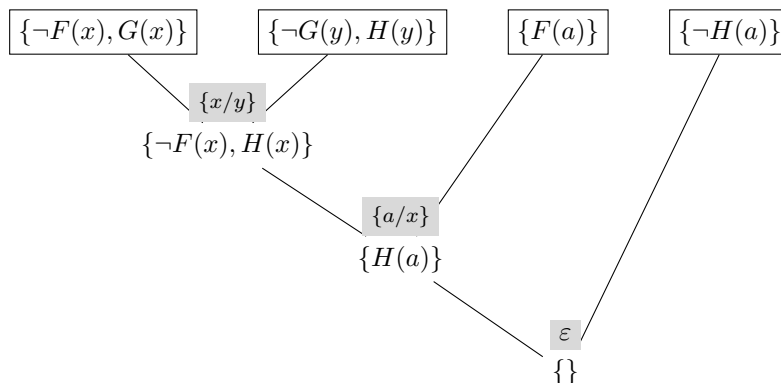 {¬F(x), G(x)} {¬G(y), H(y)} {F(a)} {¬H(a)}
{x/y}
{¬F(x), H(x)}
{a/x}
{H(a)}
ε
{}